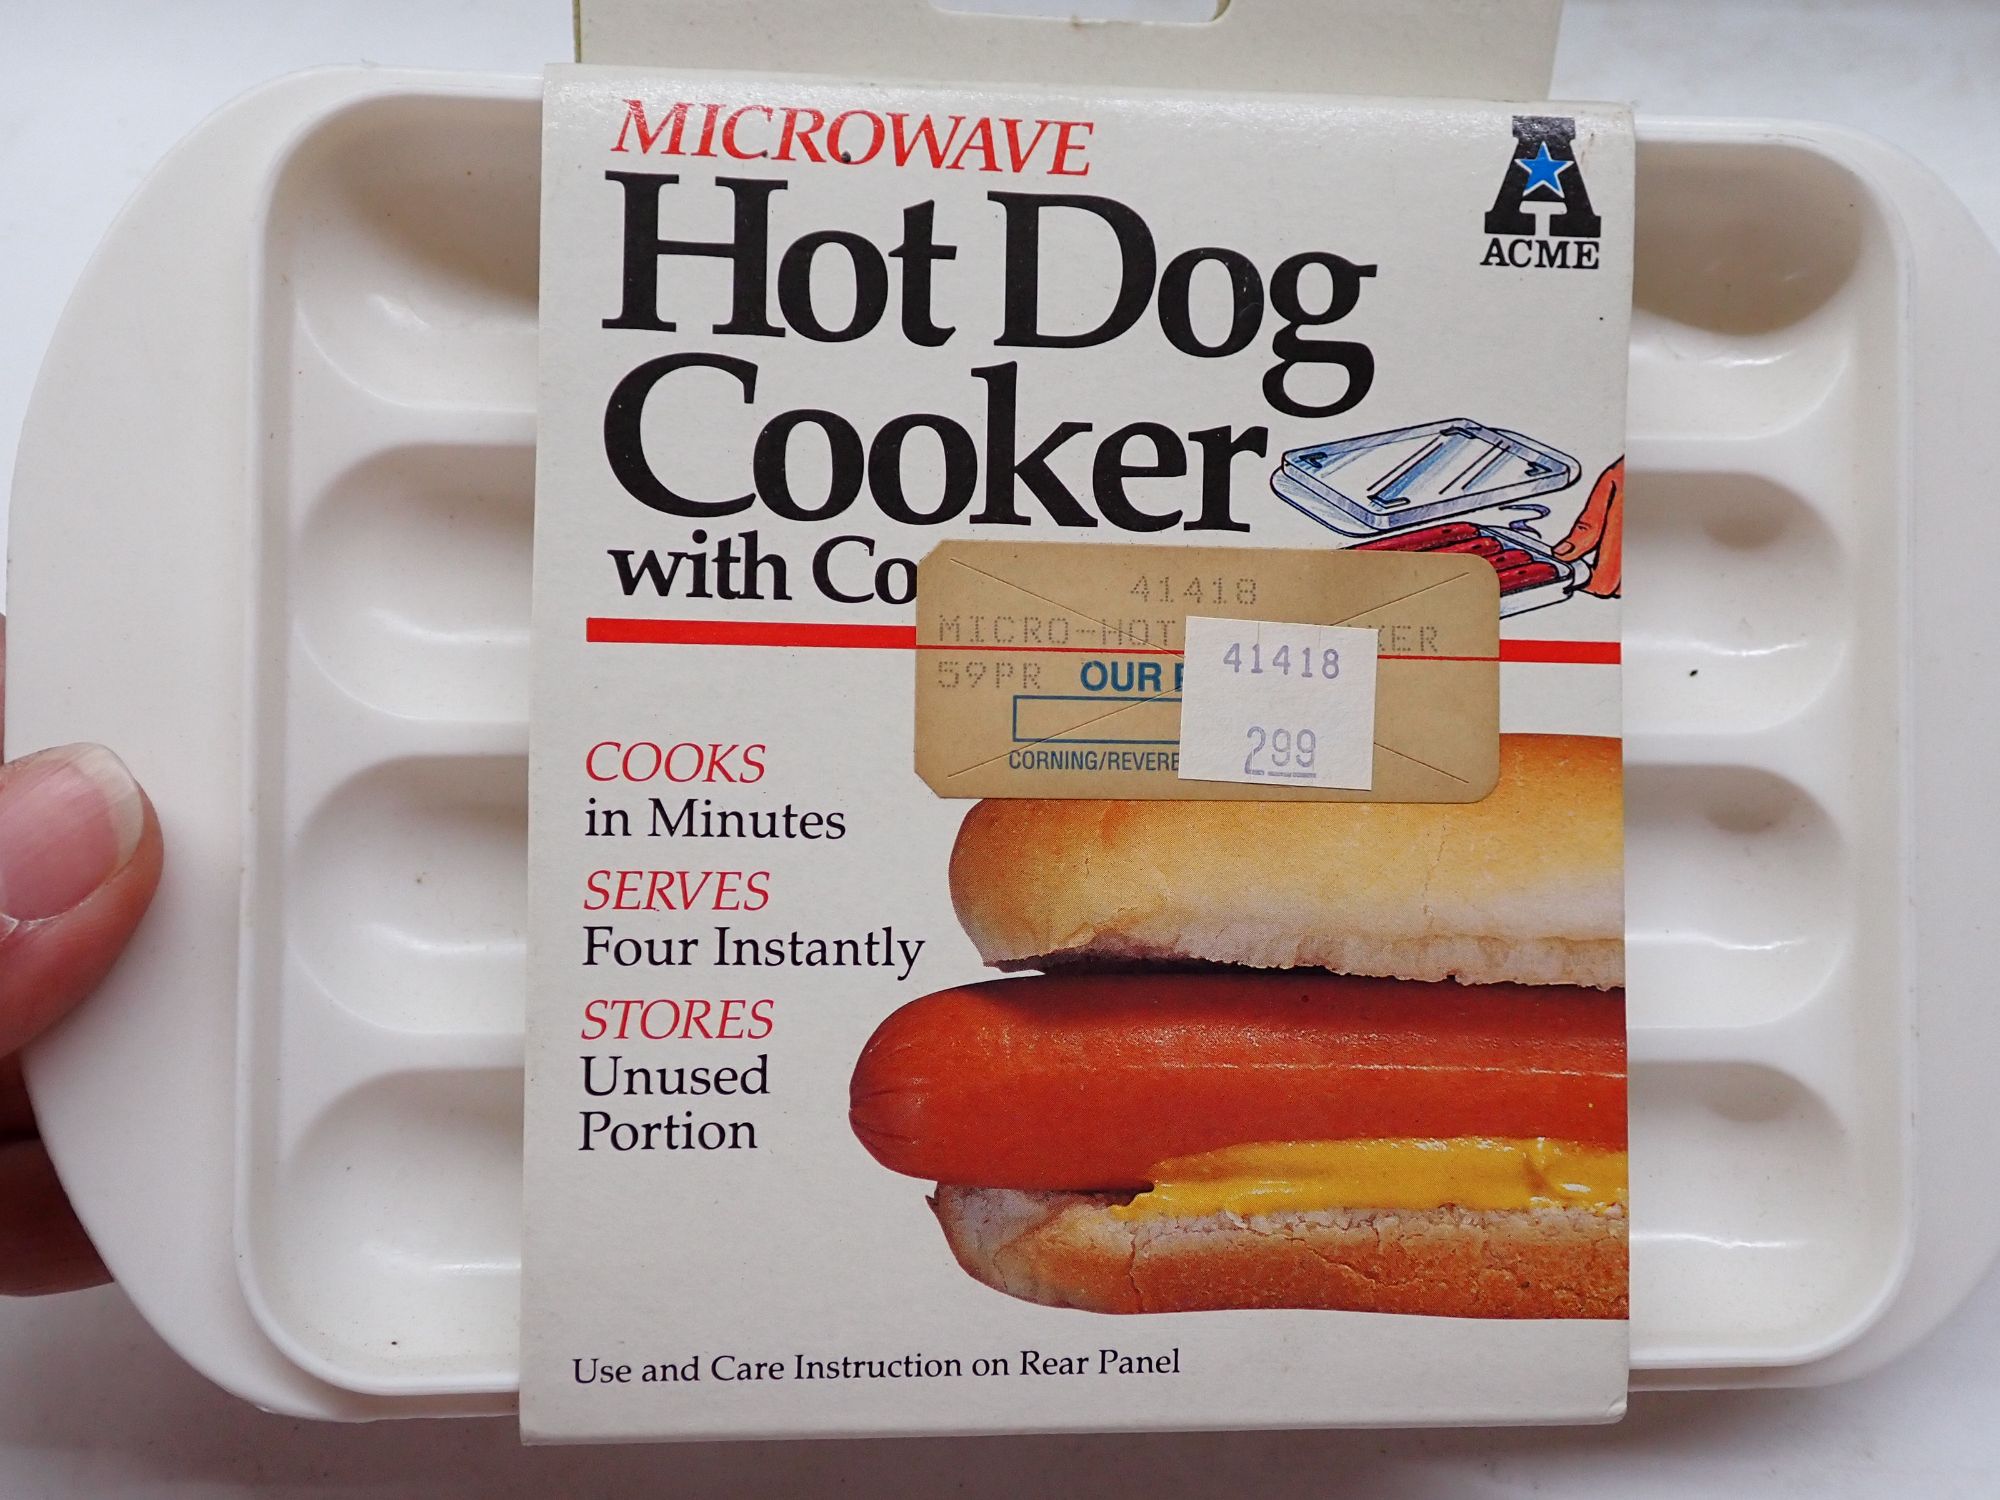 MICROWAVE
Hot Dog
Cooker
with Co
A
ACME
41418
MICRO-HOT KER
59PR OUR
CORNING/REVERE
41418
299
COOKS
in Minutes
SERVES
Four Instantly
STORES
Unused
Portion
Use and Care Instruction on Rear Panel